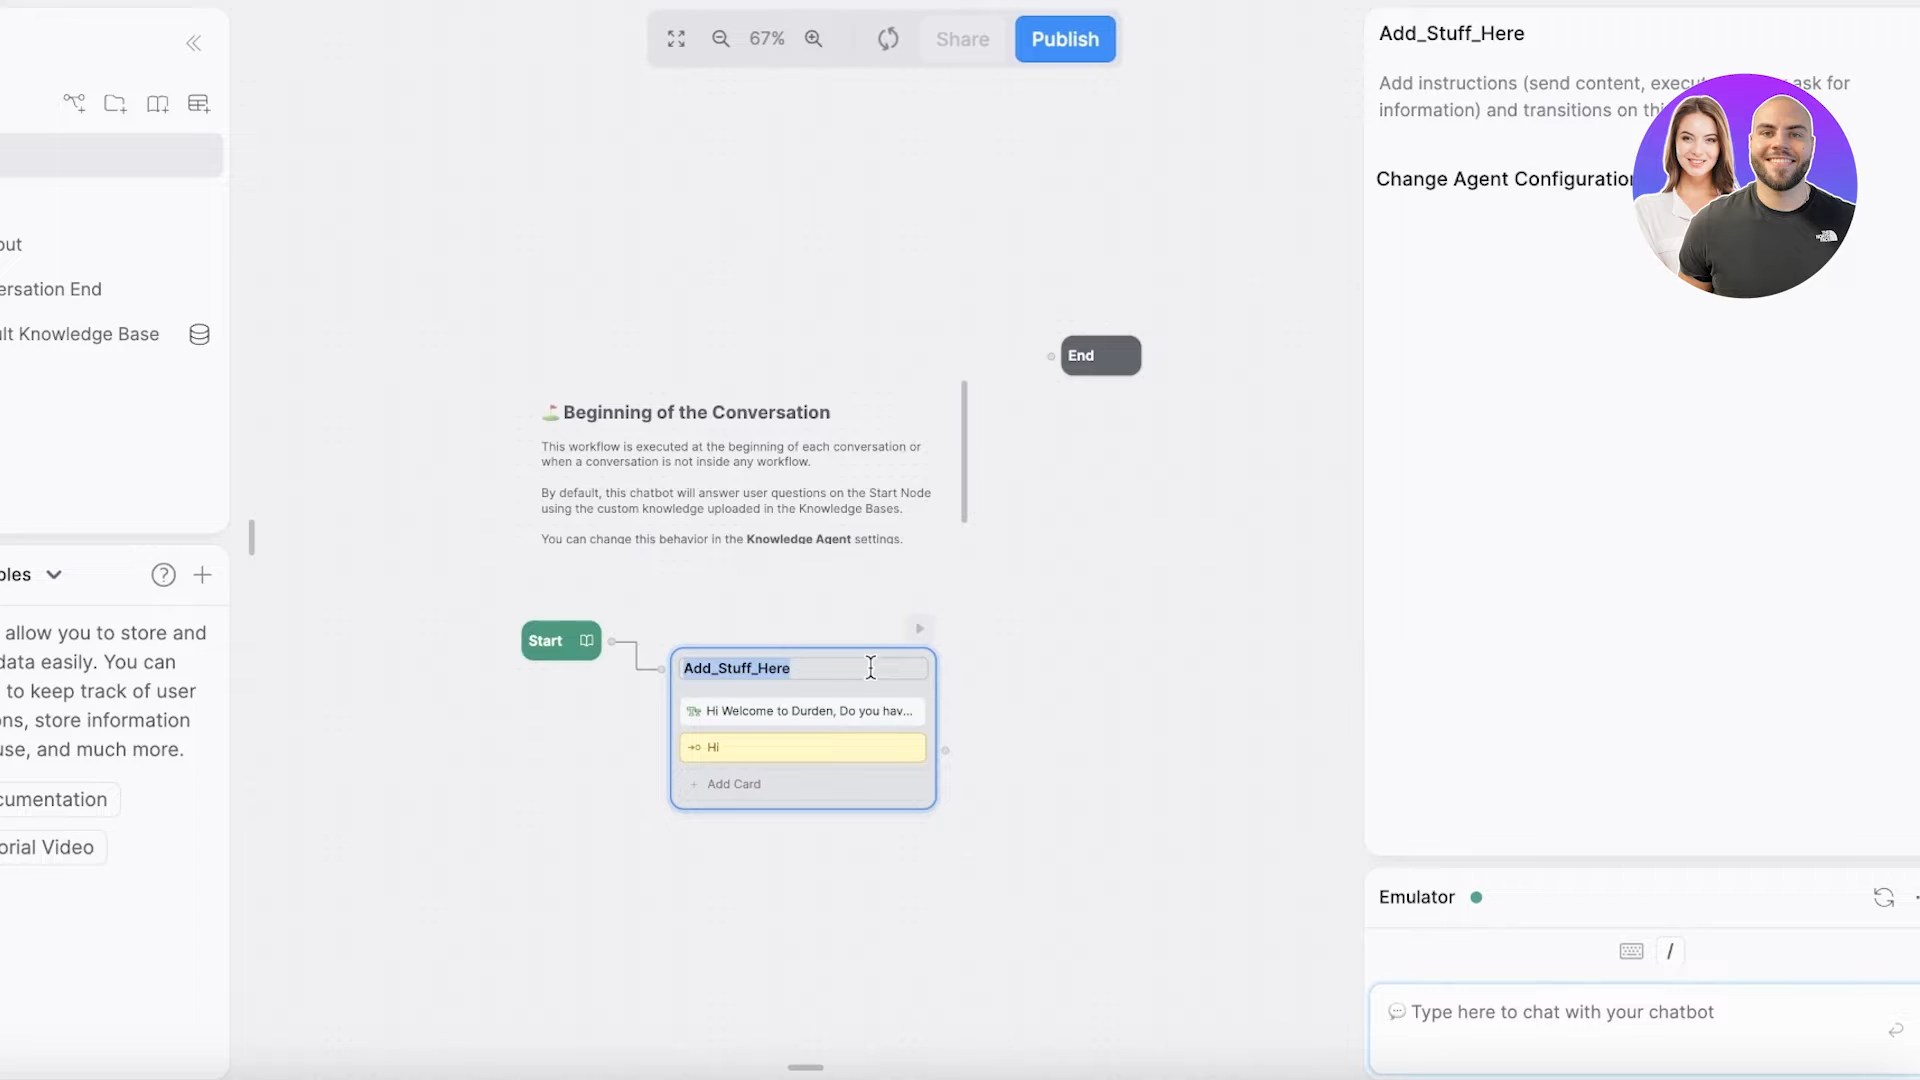 67%
Share
Publish
out
ersation End
lt Knowledge Base
bles
allow you to store and
data easily. You can
to keep track of user
ns, store information
use, and much more.
cumentation
orial Video
End
Beginning of the Conversation
This workflow is executed at the beginning of each conversation or
when a conversation is not inside any workflow.
By default, this chatbot will answer user questions on the Start Node
using the custom knowledge uploaded in the Knowledge Bases.
You can change this behavior in the Knowledge Agent settings.
Start
Add_Stuff_Here
Hi Welcome to Durden, Do you hav...
Hi
+ Add Card
Add_Stuff_Here
Add instructions (send content, execu ask for
information) and transitions on thi
Change Agent Configuration
THE NORTH FACE
Emulator
/
Type here to chat with your chatbot